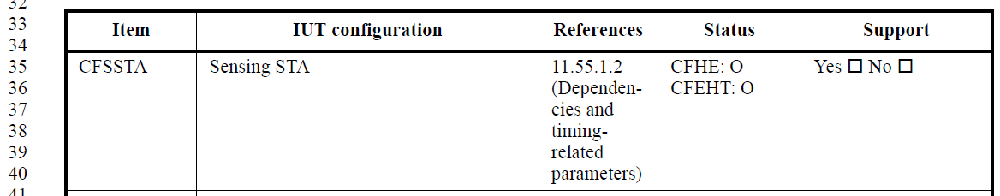 32
33 Item IUT configuration References Status Support
34
35 CFSSTA Sensing STA 11.55.1.2 CFHE: O Yes ☐ No ☐
36 (Dependen- CFEHT: O
37 cies and
38 timing-
39 related
40 parameters)
41